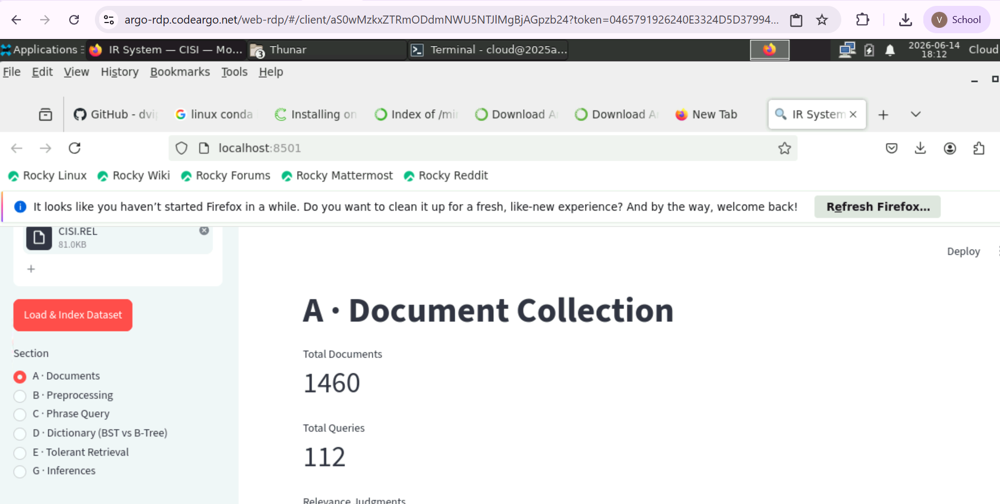 argo-rdp.codeargo.net/web-rdp/#/client/aS0wMzkxZTRmODdmNWU5NTJlMgBjAGpzb24?token=0465791926240E3324D5D37994...
V School
Applications
IR System — CISI — Mo...
3 Thunar
Terminal - cloud@2025a...
2026-06-14
18:12
Cloud
File Edit View History Bookmarks Tools Help
GitHub - dvi
linux conda
Installing on
Index of /mi
Download A
Download A
New Tab
IR System
localhost:8501
Rocky Linux Rocky Wiki Rocky Forums Rocky Mattermost Rocky Reddit
It looks like you haven’t started Firefox in a while. Do you want to clean it up for a fresh, like-new experience? And by the way, welcome back!
Refresh Firefox...
CISI.REL
81.0KB
Load & Index Dataset
Section
A · Documents
B · Preprocessing
C · Phrase Query
D · Dictionary (BST vs B-Tree)
E · Tolerant Retrieval
G · Inferences
Deploy
A · Document Collection
Total Documents
1460
Total Queries
112
Relevance Judgments